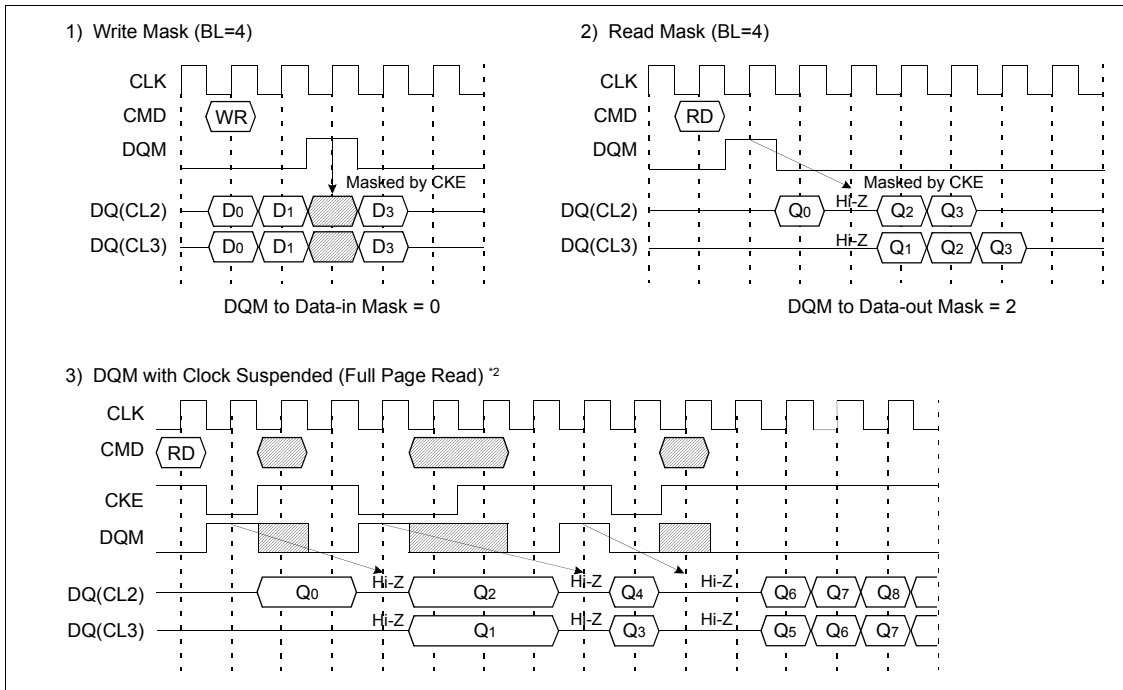 1) Write Mask (BL=4)
CLK
CMD
WR
DQM
Masked by CKE
DQ(CL2)
D0 D1 D3
DQ(CL3)
D0 D1 D3
DQM to Data-in Mask = 0
2) Read Mask (BL=4)
CLK
CMD
RD
DQM
Masked by CKE
DQ(CL2)
Q0 Hi-Z Q2 Q3
DQ(CL3)
Hi-Z Q1 Q2 Q3
DQM to Data-out Mask = 2
3) DQM with Clock Suspended (Full Page Read) *2
CLK
CMD
RD
CKE
DQM
DQ(CL2)
Q0 Hi-Z Q2 Hi-Z Q4 Hi-Z Q6 Q7 Q8
DQ(CL3)
Hi-Z Q1 Hi-Z Q3 Hi-Z Q5 Q6 Q7